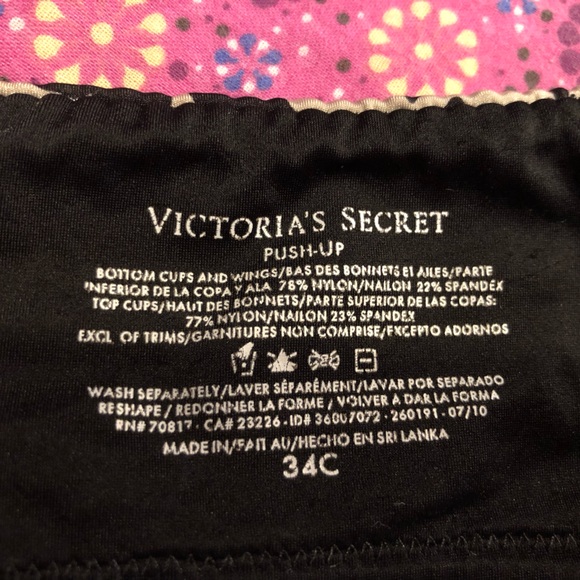 VICTORIA'S SECRET
PUSH-UP
BOTTOM CUPS AND WINGS/BAS DES BONNETS ET AILES/PARTE
INFERIOR DE LA COPA Y ALA 78% NYLON/NAILON 22% SPANDEX
TOP CUPS/HAUT DES BONNETS/PARTE SUPERIOR DE LAS COPAS:
77% NYLON/NAILON 23% SPANDEX
EXCL OF TRIMS/GARNITURES NON COMPRISE/EXCEPTO ADORNOS
WASH SEPARATELY/LAVER SÉPARÉMENT/LAVAR POR SEPARADO
RESHAPE / REDONNER LA FORME / VOLVER A DAR LA FORMA
RN# 70817 · CA# 23226 · ID# 36007072 · 260191 · 07/10
MADE IN/FAIT AU/HECHO EN SRI LANKA
34C